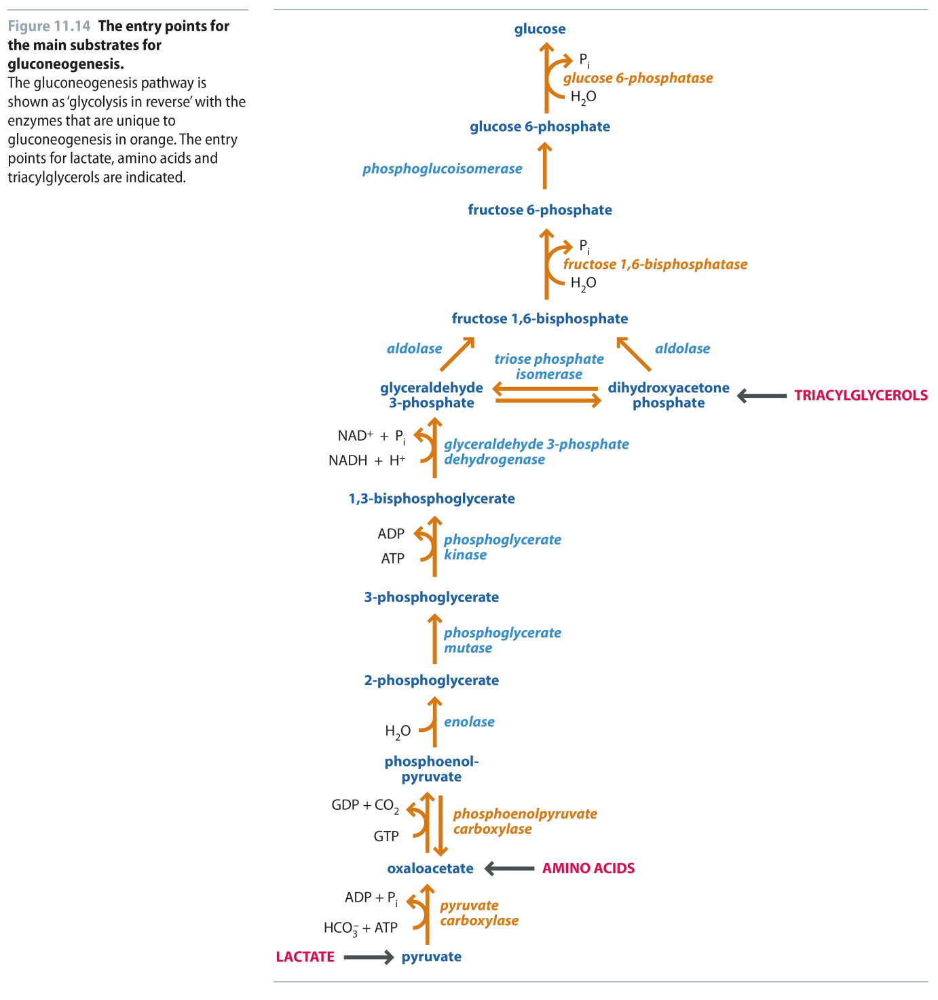 Figure 11.14 The entry points for
the main substrates for
gluconeogenesis.
The gluconeogenesis pathway is
shown as ‘glycolysis in reverse’ with the
enzymes that are unique to
gluconeogenesis in orange. The entry
points for lactate, amino acids and
triacylglycerols are indicated.
glucose
Pi
glucose 6-phosphatase
H2O
glucose 6-phosphate
phosphoglucoisomerase
fructose 6-phosphate
Pi
fructose 1,6-bisphosphatase
H2O
fructose 1,6-bisphosphate
aldolase
aldolase
triose phosphate
isomerase
glyceraldehyde
3-phosphate
dihydroxyacetone
phosphate
TRIACYLGLYCEROLS
NAD+ + Pi
NADH + H+
glyceraldehyde 3-phosphate
dehydrogenase
1,3-bisphosphoglycerate
ADP
ATP
phosphoglycerate
kinase
3-phosphoglycerate
phosphoglycerate
mutase
2-phosphoglycerate
H2O
enolase
phosphoenol-
pyruvate
GDP + CO2
GTP
phosphoenolpyruvate
carboxylase
oxaloacetate
AMINO ACIDS
ADP + Pi
HCO3− + ATP
pyruvate
carboxylase
LACTATE
pyruvate